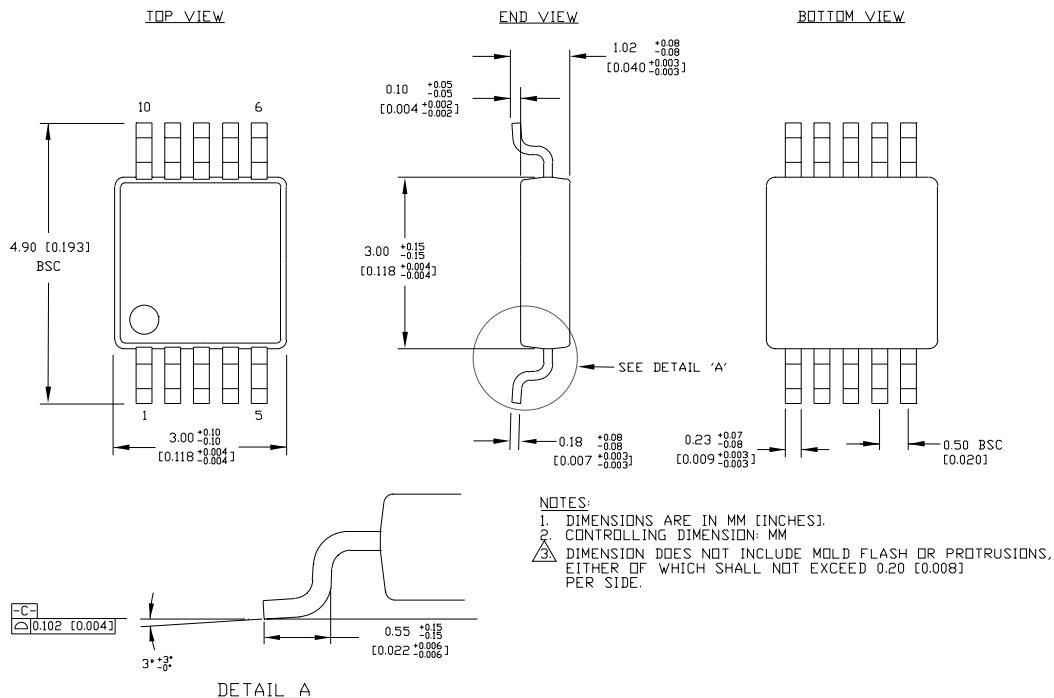 TOP VIEW
END VIEW
BOTTOM VIEW
1.02 +0.08 -0.08
[0.040 +0.003 -0.003]
0.10 +0.05 -0.05
[0.004 +0.002 -0.002]
10
6
4.90 [0.193]
BSC
3.00 +0.15 -0.15
[0.118 +0.004 -0.004]
SEE DETAIL 'A'
1
5
3.00 +0.10 -0.10
[0.118 +0.004 -0.004]
0.18 +0.08 -0.08
[0.007 +0.003 -0.003]
0.23 +0.07 -0.08
[0.009 +0.003 -0.003]
0.50 BSC
[0.020]
NOTES:
1. DIMENSIONS ARE IN MM [INCHES].
2. CONTROLLING DIMENSION: MM
3. DIMENSION DOES NOT INCLUDE MOLD FLASH OR PROTRUSIONS,
EITHER OF WHICH SHALL NOT EXCEED 0.20 [0.008]
PER SIDE.
-C-
0.102 [0.004]
0.55 +0.15 -0.15
[0.022 +0.006 -0.006]
3° +3° -0°
DETAIL A